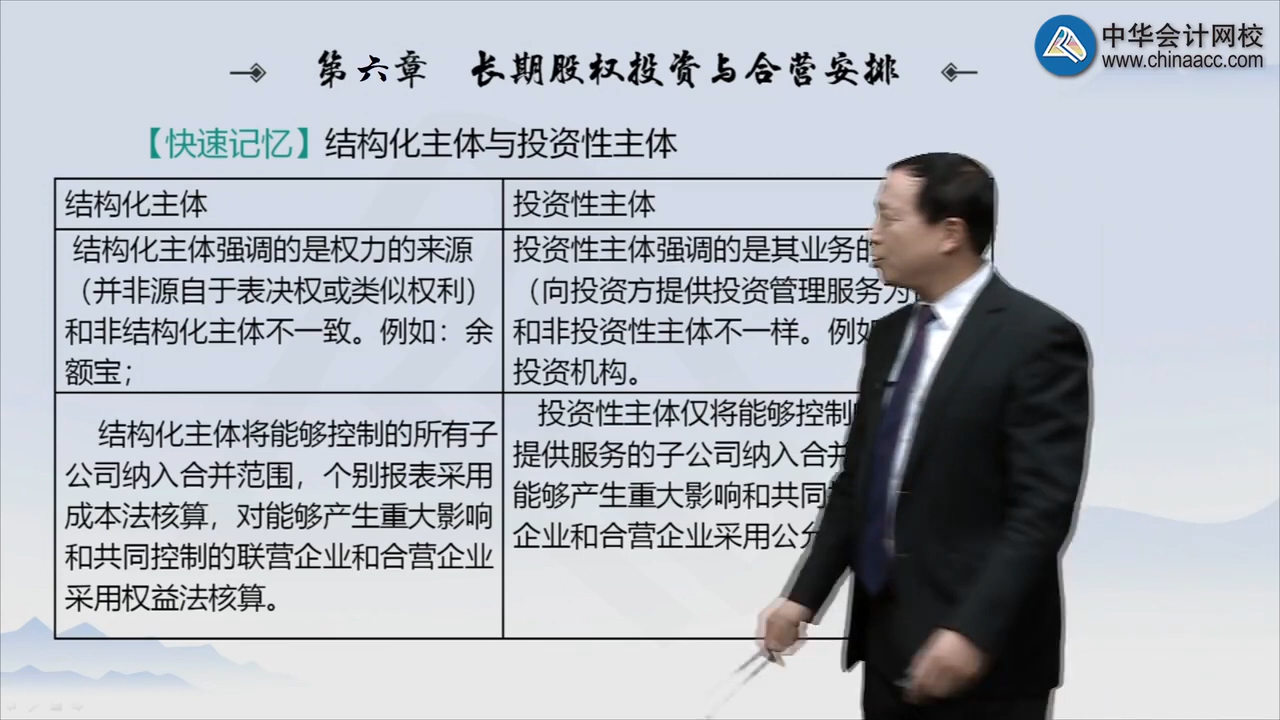 中华会计网校
www.chinaacc.com
第六章 长期股权投资与合营安排
【快速记忆】结构化主体与投资性主体
结构化主体
投资性主体
结构化主体强调的是权力的来源
（并非源自于表决权或类似权利）
和非结构化主体不一致。例如：余
额宝；
投资性主体强调的是其业务的
（向投资方提供投资管理服务为
和非投资性主体不一样。例如
投资机构。
结构化主体将能够控制的所有子
公司纳入合并范围，个别报表采用
成本法核算，对能够产生重大影响
和共同控制的联营企业和合营企业
采用权益法核算。
投资性主体仅将能够控制
提供服务的子公司纳入合并
能够产生重大影响和共同
企业和合营企业采用公